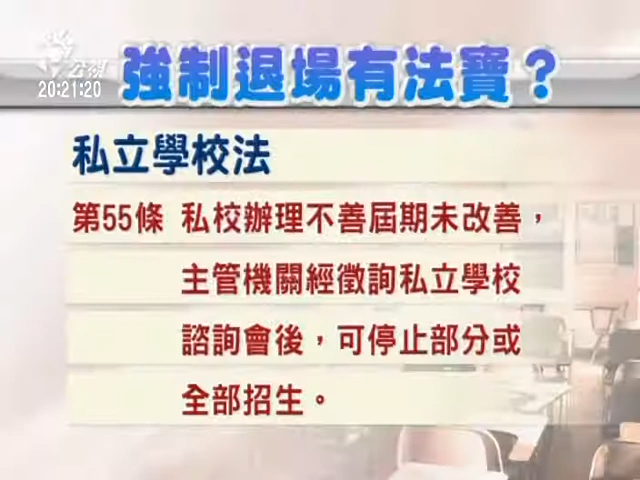 公視
20:21:20
強制退場有法寶？
私立學校法
第55條 私校辦理不善屆期未改善，
主管機關經徵詢私立學校
諮詢會後，可停止部分或
全部招生。